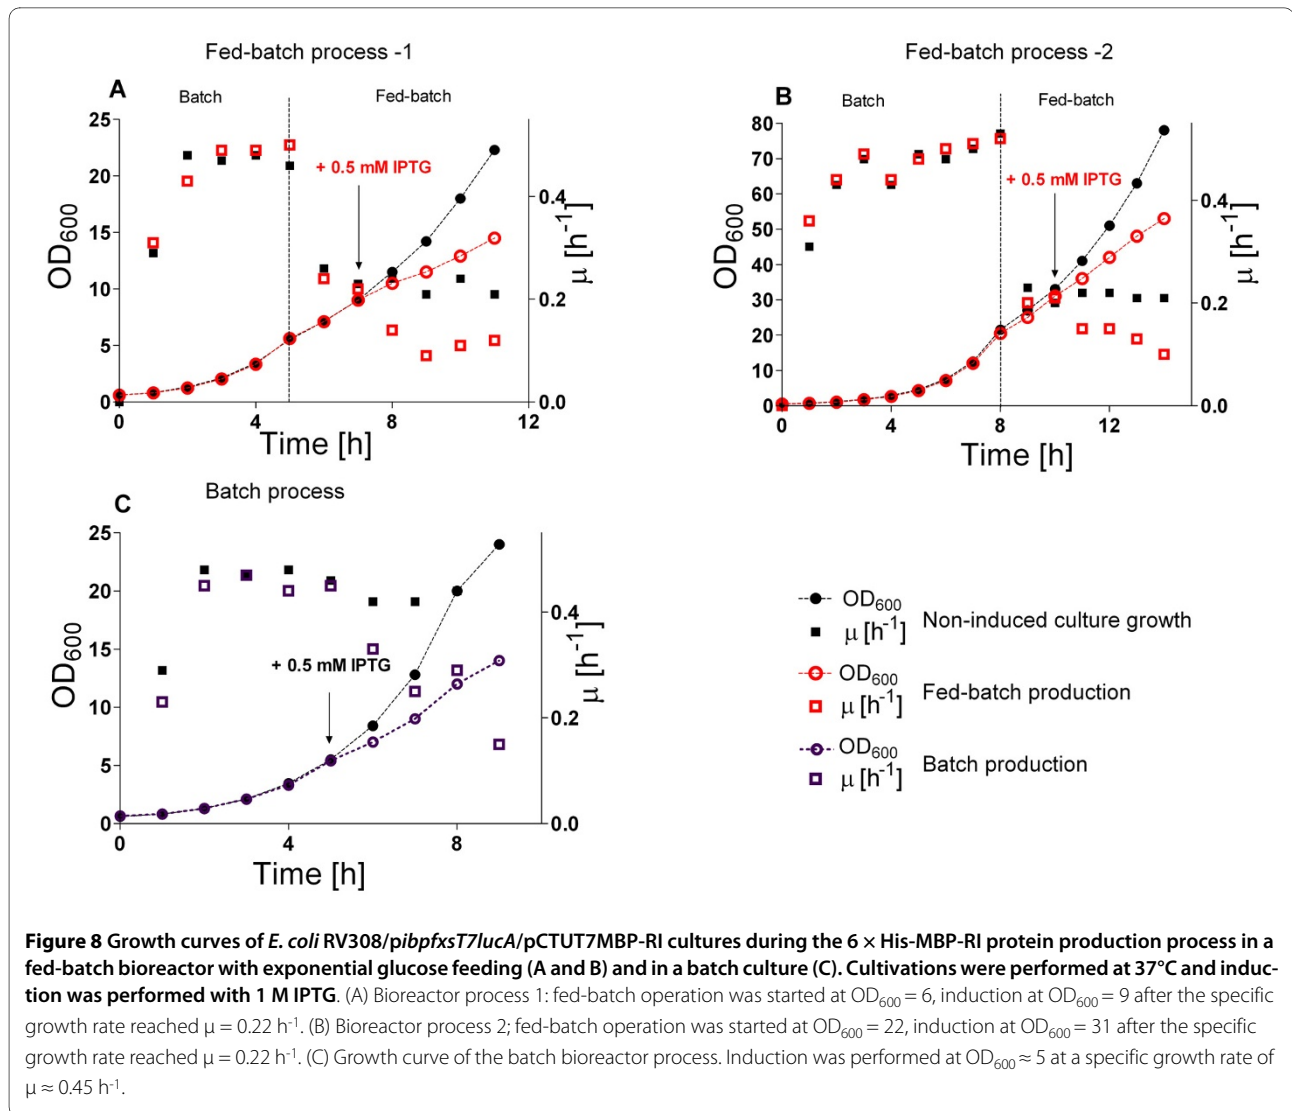 Fed-batch process -1
A
Batch
Fed-batch
25
20
15
10
5
0
OD600
+ 0.5 mM IPTG
0.4
0.2
0.0
μ [h-1]
0
4
8
12
Time [h]
Fed-batch process -2
B
Batch
Fed-batch
80
70
60
50
40
30
20
10
0
OD600
+ 0.5 mM IPTG
0.4
0.2
0.0
μ [h-1]
0
4
8
12
Time [h]
C
Batch process
25
20
15
10
5
0
OD600
+ 0.5 mM IPTG
0.4
0.2
0.0
μ [h-1]
0
4
8
Time [h]
OD600
μ [h-1]
Non-induced culture growth
OD600
μ [h-1]
Fed-batch production
OD600
μ [h-1]
Batch production
Figure 8 Growth curves of E. coli RV308/pibpfxsT7lucA/pCTUT7MBP-RI cultures during the 6 × His-MBP-RI protein production process in a
fed-batch bioreactor with exponential glucose feeding (A and B) and in a batch culture (C). Cultivations were performed at 37°C and induc-
tion was performed with 1 M IPTG. (A) Bioreactor process 1: fed-batch operation was started at OD600 = 6, induction at OD600 = 9 after the specific
growth rate reached μ = 0.22 h-1. (B) Bioreactor process 2; fed-batch operation was started at OD600 = 22, induction at OD600 = 31 after the specific
growth rate reached μ = 0.22 h-1. (C) Growth curve of the batch bioreactor process. Induction was performed at OD600 ≈ 5 at a specific growth rate of
μ ≈ 0.45 h-1.